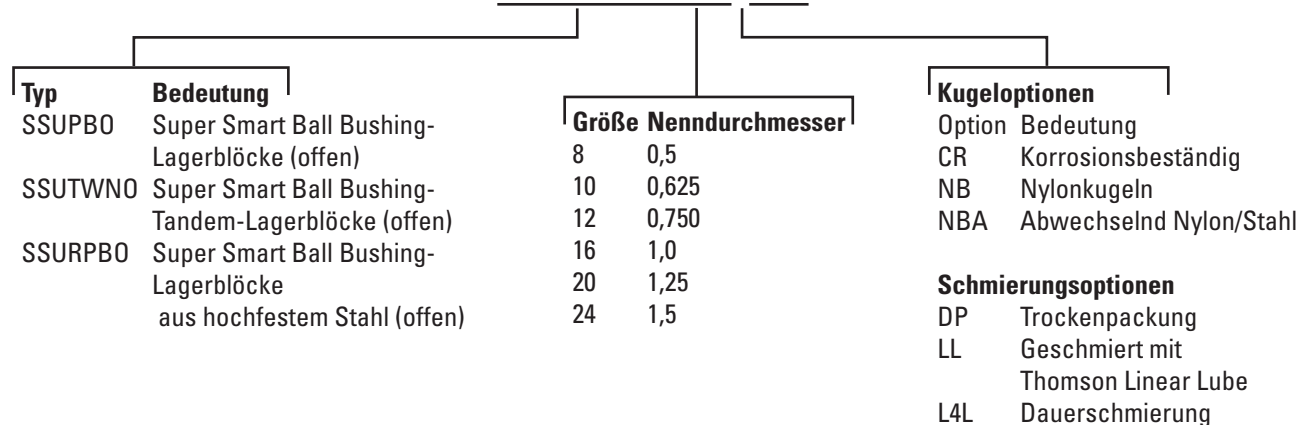 Typ Bedeutung
SSUPBO Super Smart Ball Bushing-
Lagerblöcke (offen)
SSUTWNO Super Smart Ball Bushing-
Tandem-Lagerblöcke (offen)
SSURPBO Super Smart Ball Bushing-
Lagerblöcke
aus hochfestem Stahl (offen)
Größe Nenndurchmesser
8 0,5
10 0,625
12 0,750
16 1,0
20 1,25
24 1,5
Kugeloptionen
Option Bedeutung
CR Korrosionsbeständig
NB Nylonkugeln
NBA Abwechselnd Nylon/Stahl
Schmierungsoptionen
DP Trockenpackung
LL Geschmiert mit
Thomson Linear Lube
L4L Dauerschmierung